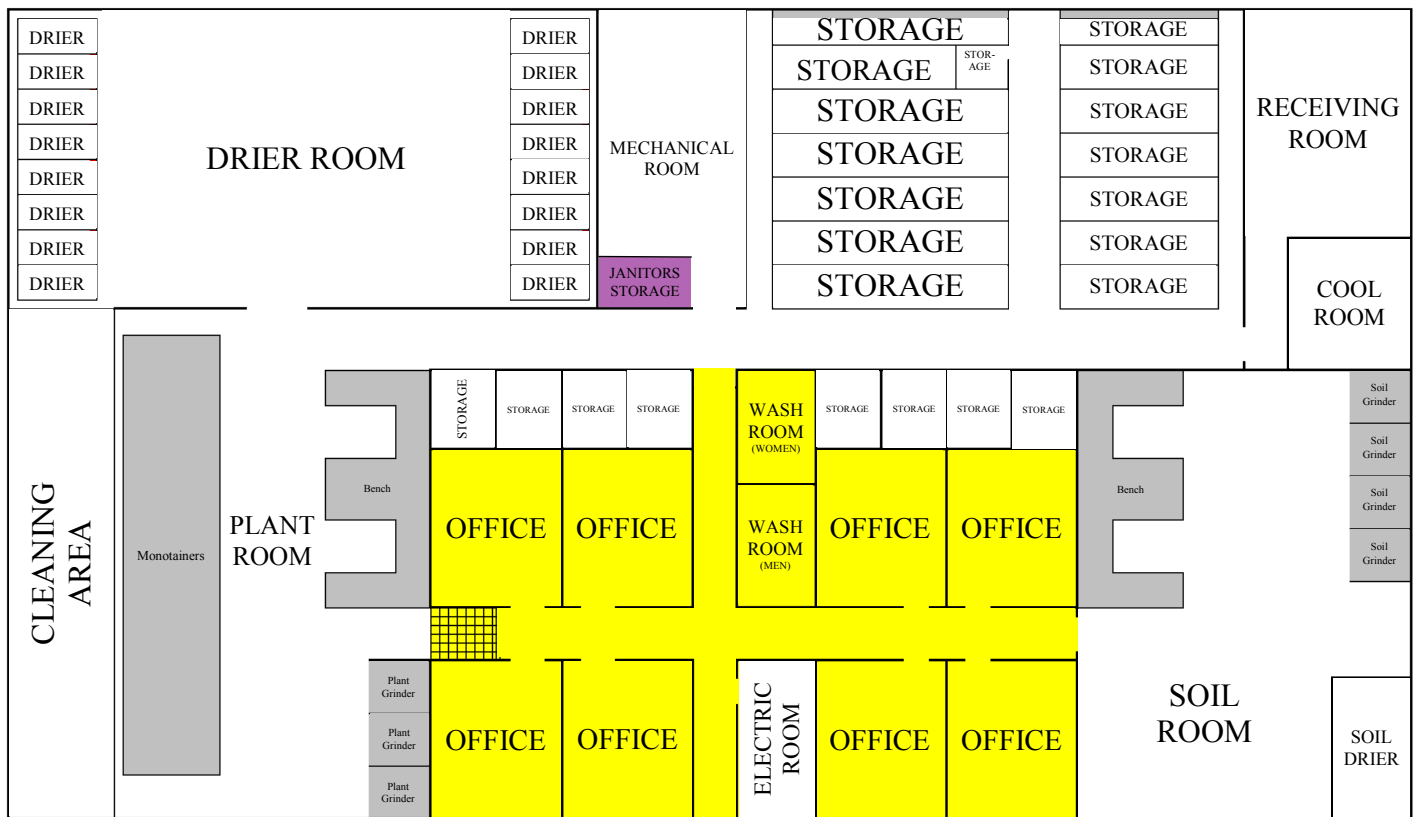 DRIER
DRIER
DRIER
DRIER
DRIER
DRIER
DRIER
DRIER
DRIER ROOM
DRIER
DRIER
DRIER
DRIER
DRIER
DRIER
DRIER
DRIER
MECHANICAL
ROOM
JANITORS
STORAGE
STORAGE
STORAGE
STOR-
AGE
STORAGE
STORAGE
STORAGE
STORAGE
STORAGE
STORAGE
STORAGE
STORAGE
STORAGE
STORAGE
STORAGE
STORAGE
RECEIVING
ROOM
COOL
ROOM
CLEANING
AREA
Monotainers
PLANT
ROOM
Bench
STORAGE
STORAGE
STORAGE
STORAGE
WASH
ROOM
(WOMEN)
STORAGE
STORAGE
STORAGE
STORAGE
OFFICE
OFFICE
WASH
ROOM
(MEN)
OFFICE
OFFICE
Bench
Soil
Grinder
Soil
Grinder
Soil
Grinder
Soil
Grinder
Plant
Grinder
Plant
Grinder
Plant
Grinder
OFFICE
OFFICE
ELECTRIC
ROOM
OFFICE
OFFICE
SOIL
ROOM
SOIL
DRIER